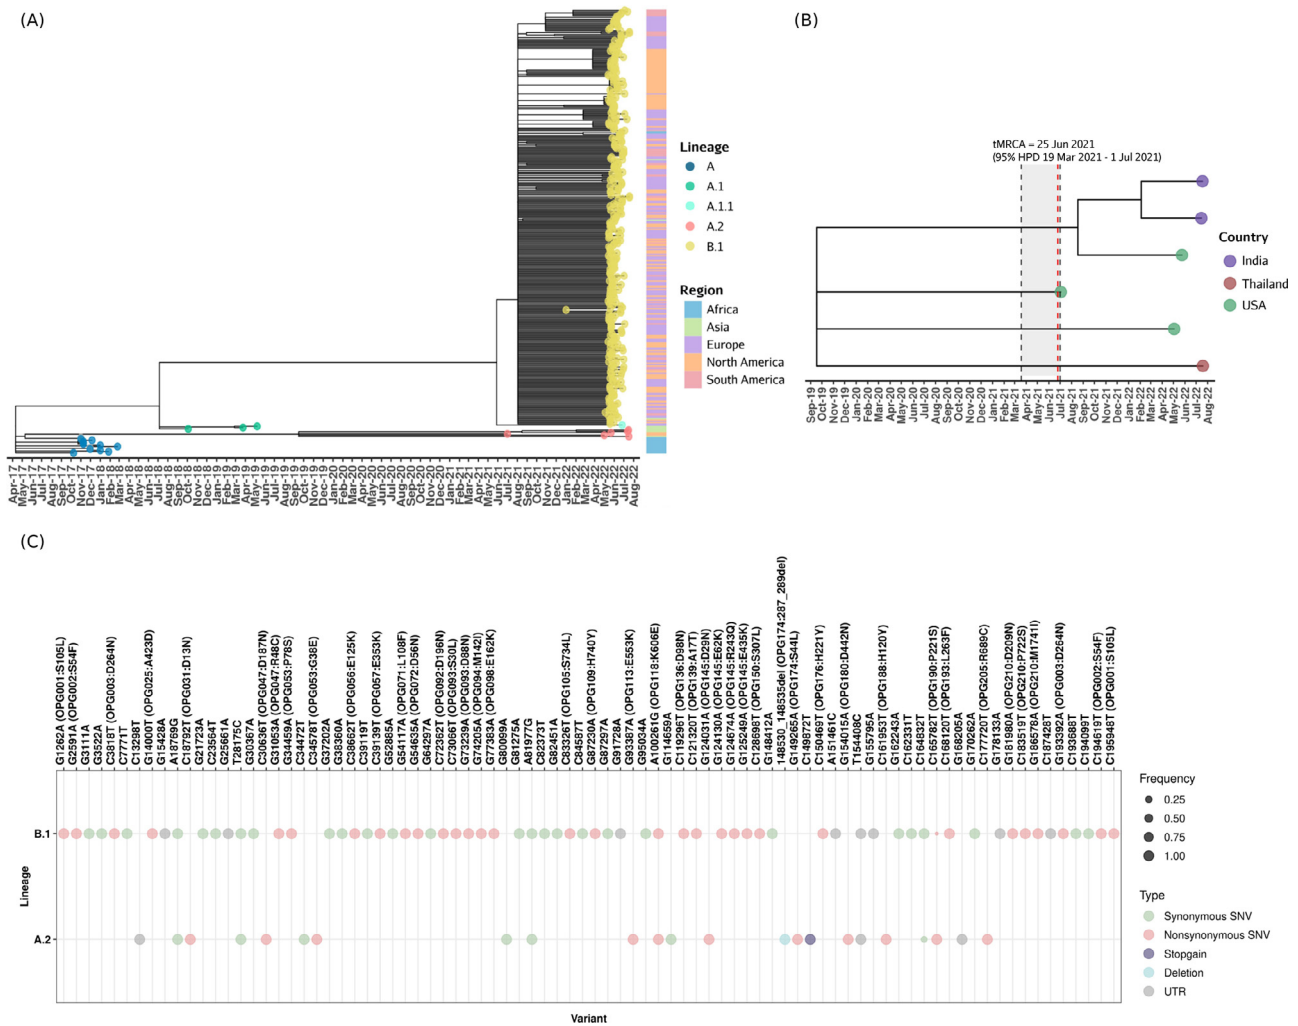 (A)
Lineage
A
A.1
A.1.1
A.2
B.1
Region
Africa
Asia
Europe
North America
South America
Apr-17
May-17
Jun-17
Jul-17
Aug-17
Sep-17
Oct-17
Nov-17
Dec-17
Jan-18
Feb-18
Mar-18
Apr-18
May-18
Jun-18
Jul-18
Aug-18
Sep-18
Oct-18
Nov-18
Dec-18
Jan-19
Feb-19
Mar-19
Apr-19
May-19
Jun-19
Jul-19
Aug-19
Sep-19
Oct-19
Nov-19
Dec-19
Jan-20
Feb-20
Mar-20
Apr-20
May-20
Jun-20
Jul-20
Aug-20
Sep-20
Oct-20
Nov-20
Dec-20
Jan-21
Feb-21
Mar-21
Apr-21
May-21
Jun-21
Jul-21
Aug-21
Sep-21
Oct-21
Nov-21
Dec-21
Jan-22
Feb-22
Mar-22
Apr-22
May-22
Jun-22
Jul-22
Aug-22
(B)
tMRCA = 25 Jun 2021
(95% HPD 19 Mar 2021 - 1 Jul 2021)
Country
India
Thailand
USA
Sep-19
Oct-19
Nov-19
Dec-19
Jan-20
Feb-20
Mar-20
Apr-20
May-20
Jun-20
Jul-20
Aug-20
Sep-20
Oct-20
Nov-20
Dec-20
Jan-21
Feb-21
Mar-21
Apr-21
May-21
Jun-21
Jul-21
Aug-21
Sep-21
Oct-21
Nov-21
Dec-21
Jan-22
Feb-22
Mar-22
Apr-22
May-22
Jun-22
Jul-22
Aug-22
(C)
G1262A (OPG001:S105L)
G2591A (OPG002:S54F)
G3111A
G3522A
C3818T (OPG003:D264N)
C7771T
C13298T
G14000T (OPG025:A423D)
G15428A
A18769G
C18792T (OPG031:D13N)
G21723A
C22564T
G25661A
T28175C
G30367A
C30636T (OPG047:D187N)
G31053A (OPG047:R48C)
G34459A (OPG053:P78S)
C34472T
C34578T (OPG053:G38E)
G37202A
G38360A
C38662T (OPG056:E125K)
C39119T
C39139T (OPG057:E353K)
G52885A
G54117A (OPG071:L108F)
G54635A (OPG072:D56N)
G64297A
C72362T (OPG092:D196N)
C73066T (OPG093:S30L)
G73239A (OPG093:D88N)
G74205A (OPG094:M142I)
G77383A (OPG098:E162K)
G80099A
G81275A
A81977G
C82373T
G82451A
C83326T (OPG105:S734L)
C84587T
G87230A (OPG109:H740Y)
G87297A
G91728A
G93387A (OPG113:E553K)
G95034A
A100261G (OPG118:K606E)
G114659A
C119296T (OPG136:D98N)
C121320T (OPG139:A17T)
G124031A (OPG145:D29N)
G124130A (OPG145:E62K)
G124674A (OPG145:R243Q)
G125249A (OPG145:E435K)
C128698T (OPG150:S307L)
G148412A
148530_148535del (OPG174:287_289del)
G149265A (OPG174:S44L)
C149872T
C150469T (OPG176:H221Y)
A151461C
G154015A (OPG180:D442N)
T154408C
G155795A
C161953T (OPG188:H120Y)
G162243A
G162331T
C164832T
C165782T (OPG190:P221S)
C168120T (OPG193:L263F)
G168205A
G170262A
C177720T (OPG205:R689C)
G178133A
G181980A (OPG210:D209N)
C183519T (OPG210:P722S)
G186578A (OPG210:M1741I)
C187428T
G193392A (OPG003:D264N)
C193688T
C194099T
C194619T (OPG002:S54F)
C195948T (OPG001:S105L)
Lineage
B.1
A.2
Variant
Frequency
0.25
0.50
0.75
1.00
Type
Synonymous SNV
Nonsynonymous SNV
Stopgain
Deletion
UTR